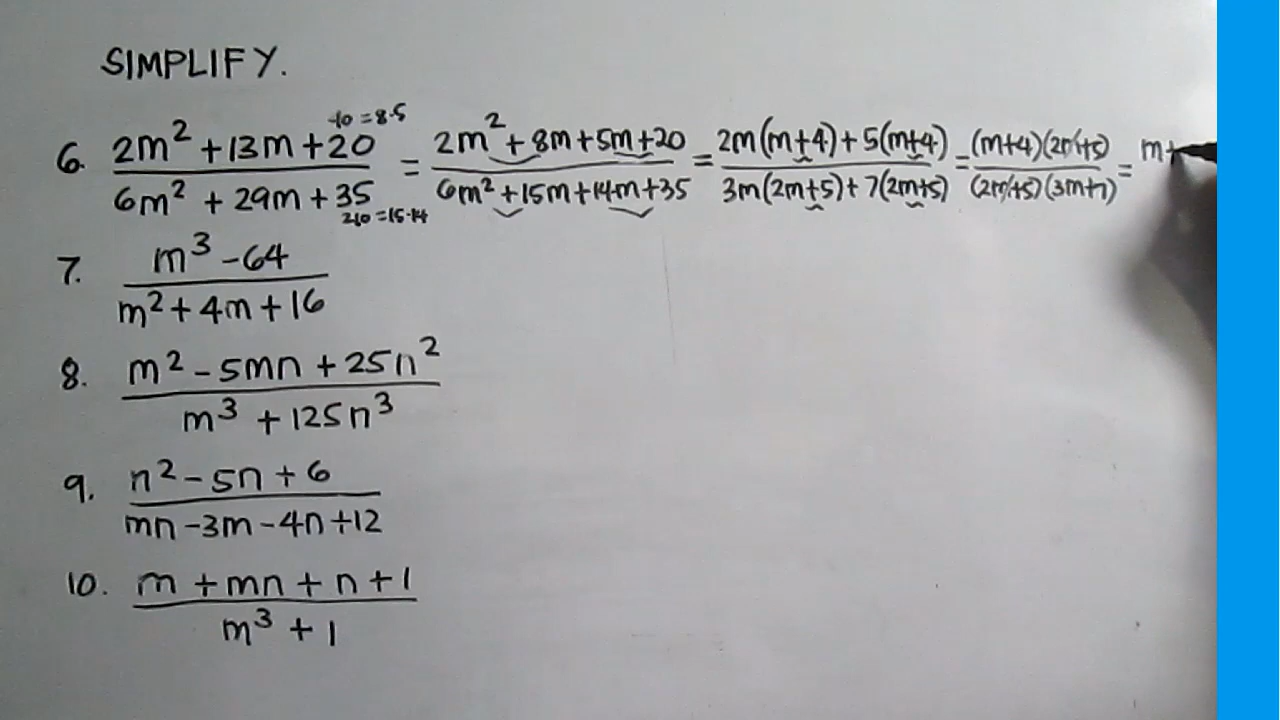 SIMPLIFY.
40 = 8·5
6. 2m² + 13m + 20 / 6m² + 29m + 35 = 2m² + 8m + 5m + 20 / 6m² + 15m + 14m + 35 = 2m(m+4) + 5(m+4) / 3m(2m+5) + 7(2m+5) = (m+4)(2m+5) / (2m+5)(3m+7) = m+
210 = 15·14
7. m³ - 64 / m² + 4m + 16
8. m² - 5mn + 25n² / m³ + 125n³
9. n² - 5n + 6 / mn - 3m - 4n + 12
10. m + mn + n + 1 / m³ + 1